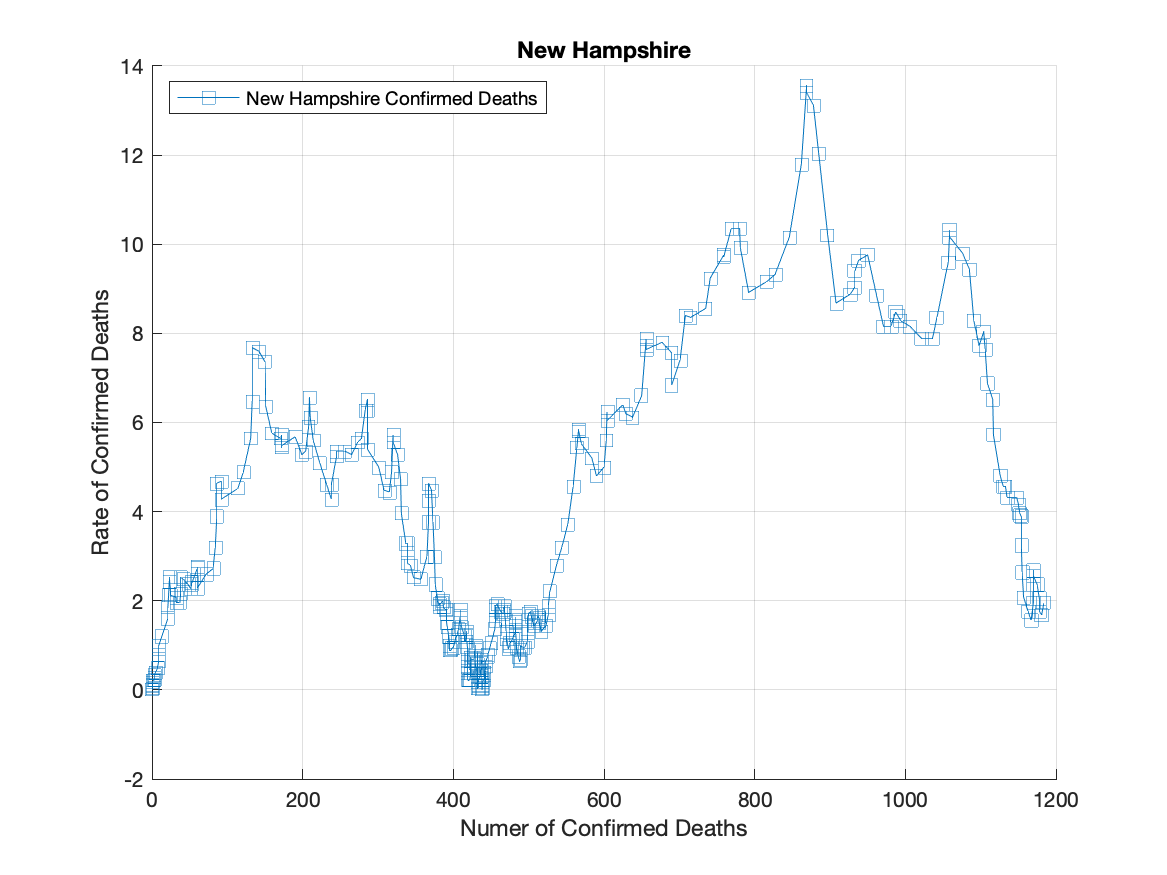 New Hampshire
New Hampshire Confirmed Deaths
14
12
10
8
6
4
2
0
-2
Rate of Confirmed Deaths
0 200 400 600 800 1000 1200
Numer of Confirmed Deaths